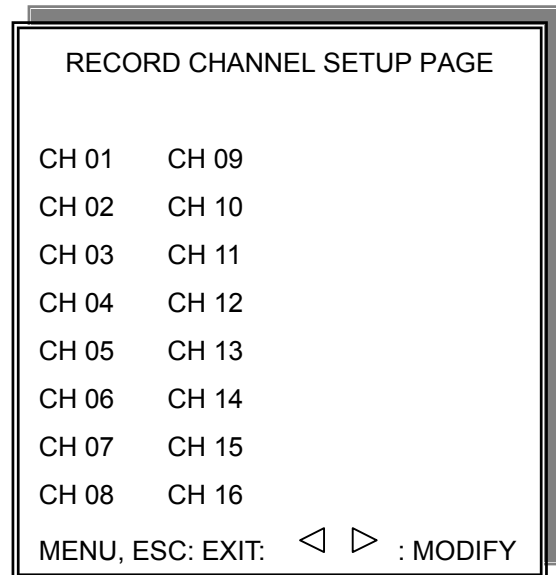 RECORD CHANNEL SETUP PAGE
CH 01 CH 09
CH 02 CH 10
CH 03 CH 11
CH 04 CH 12
CH 05 CH 13
CH 06 CH 14
CH 07 CH 15
CH 08 CH 16
MENU, ESC: EXIT: ◁ ▷ : MODIFY